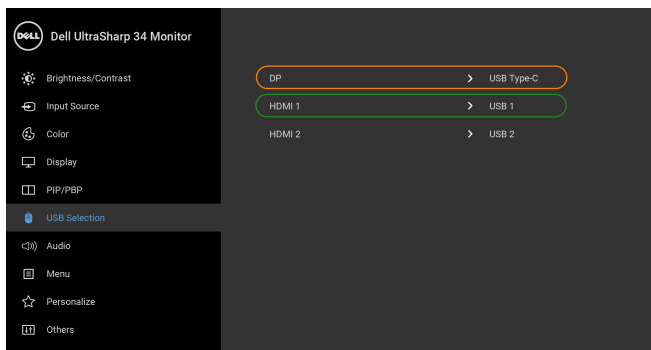 DELL Dell UltraSharp 34 Monitor
Brightness/Contrast
Input Source
Color
Display
PIP/PBP
USB Selection
Audio
Menu
Personalize
Others
DP > USB Type-C
HDMI 1 > USB 1
HDMI 2 > USB 2